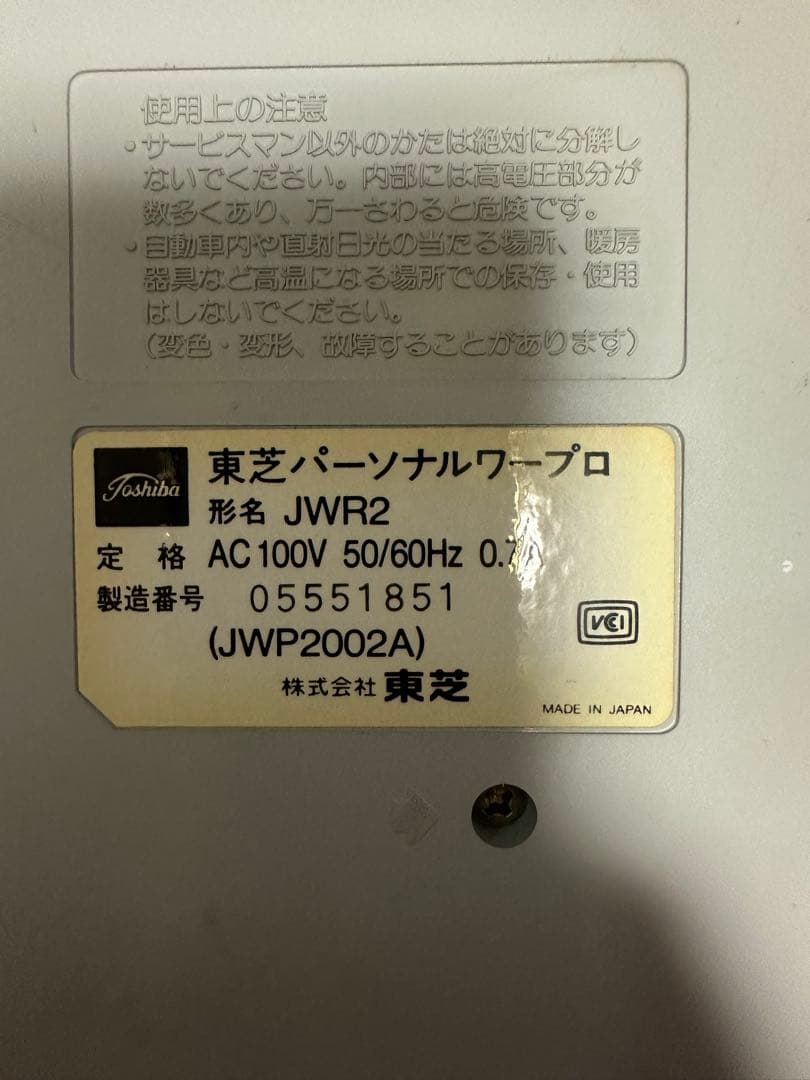 使用上の注意
・サービスマン以外のかたは絶対に分解し
ないでください。内部には高電圧部分が
数多くあり、万一さわると危険です。
・自動車内や直射日光の当たる場所、暖房
器具など高温になる場所での保存・使用
はしないでください。
(変色・変形、故障することがあります)
Toshiba
東芝パーソナルワープロ
形名 JWR2
定格 AC100V 50/60Hz
製造番号 05551851
VCCI
(JWP2002A)
株式会社 東芝
MADE IN JAPAN